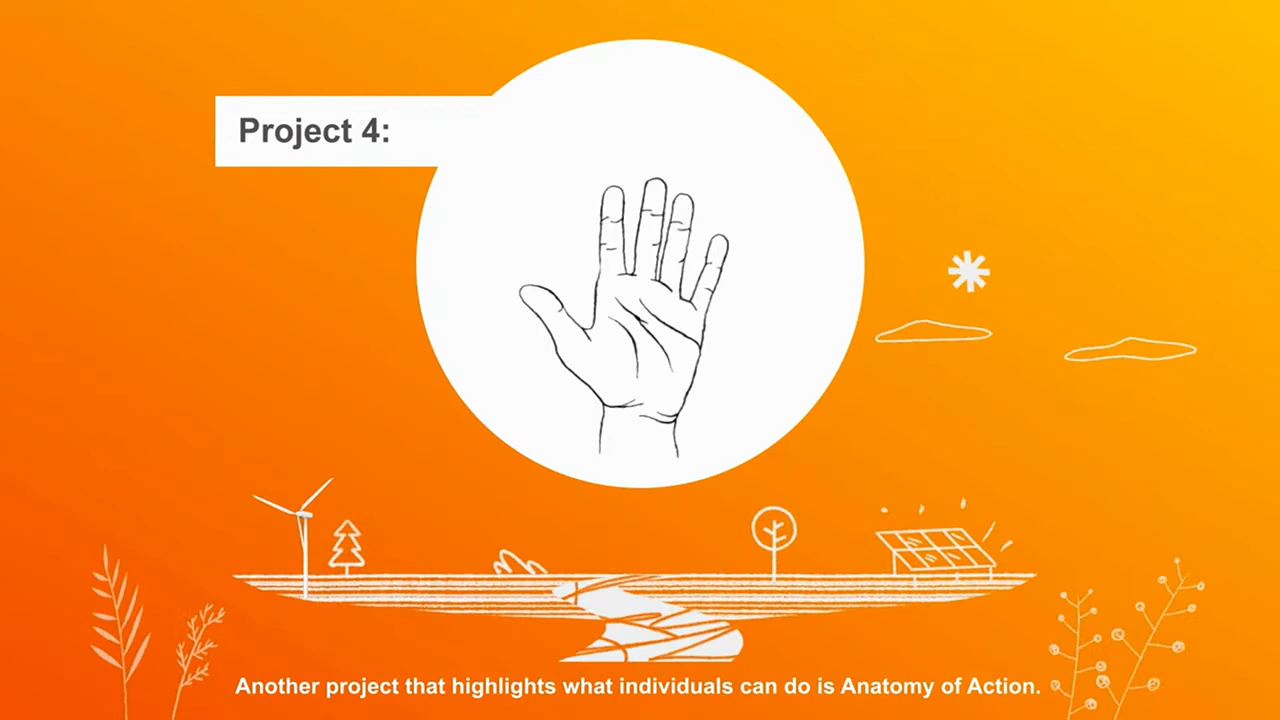 Project 4:
Another project that highlights what individuals can do is Anatomy of Action.